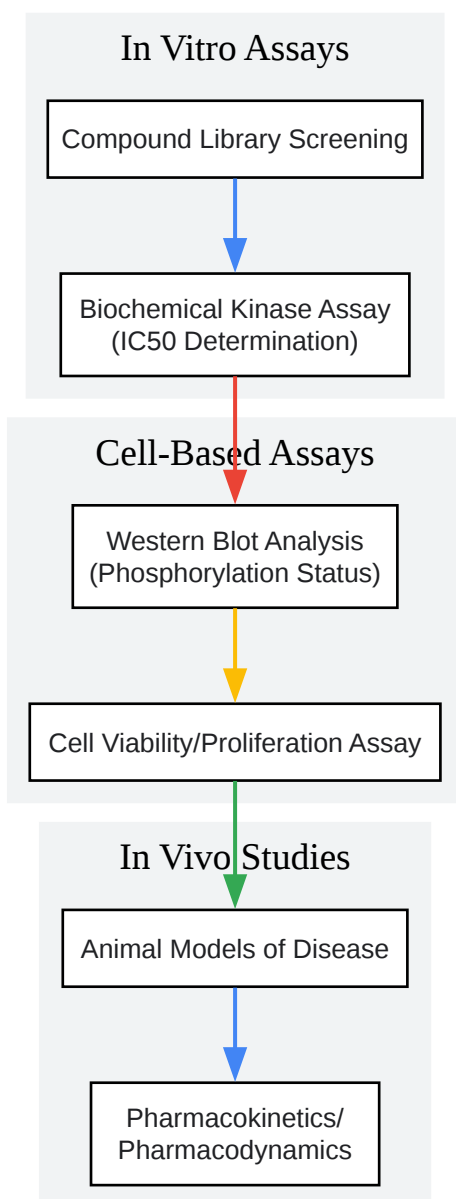 In Vitro Assays
Compound Library Screening
Biochemical Kinase Assay
(IC50 Determination)
Cell-Based Assays
Western Blot Analysis
(Phosphorylation Status)
Cell Viability/Proliferation Assay
In Vivo Studies
Animal Models of Disease
Pharmacokinetics/
Pharmacodynamics